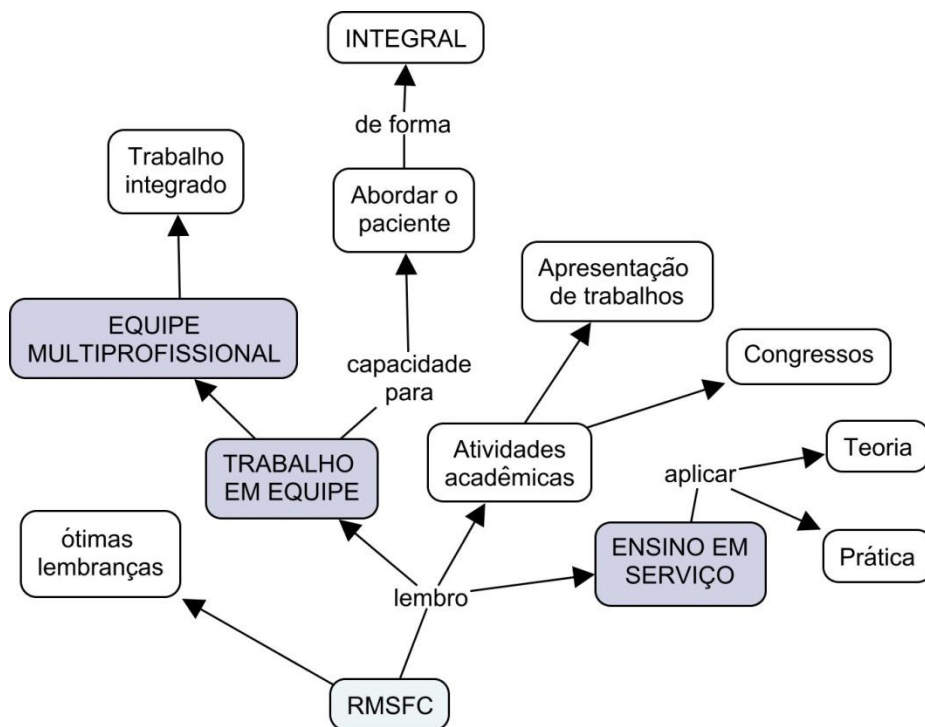 INTEGRAL
de forma
Trabalho
integrado
Abordar o
paciente
Apresentação
de trabalhos
EQUIPE
MULTIPROFISSIONAL
capacidade
para
Congressos
TRABALHO
EM EQUIPE
Atividades
acadêmicas
aplicar
Teoria
Prática
ótimas
lembranças
ENSINO EM
SERVIÇO
lembro
RMSFC